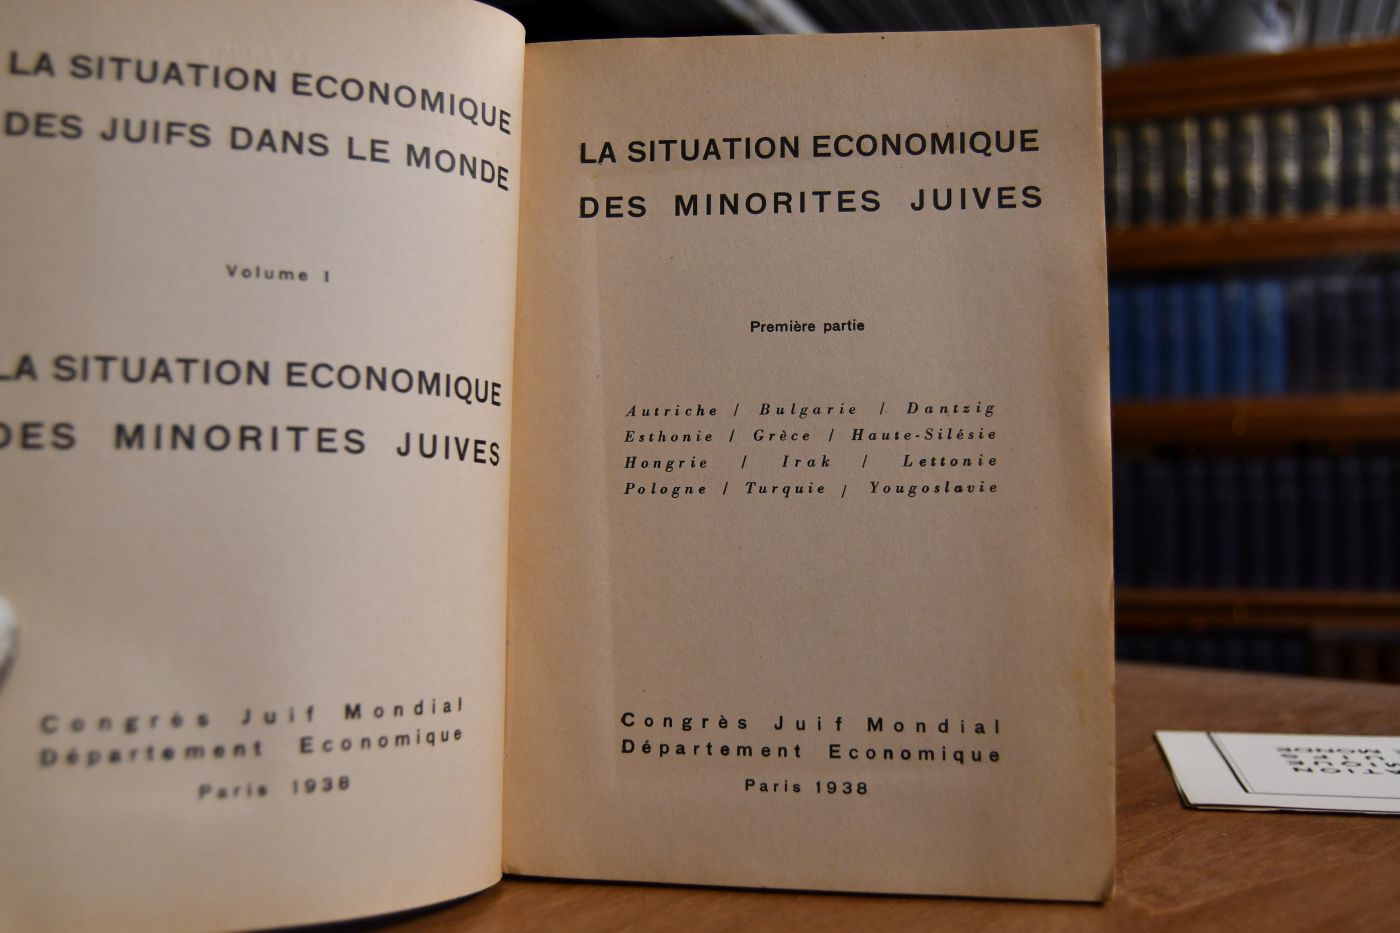 LA SITUATION ECONOMIQUE
DES JUIFS DANS LE MONDE
Volume I
LA SITUATION ECONOMIQUE
DES MINORITES JUIVES
Congrès Juif Mondial
Département Economique
Paris 1938
LA SITUATION ECONOMIQUE
DES MINORITES JUIVES
Première partie
Autriche / Bulgarie / Dantzig
Esthonie / Grèce / Haute-Silésie
Hongrie / Irak / Lettonie
Pologne / Turquie / Yougoslavie
Congrès Juif Mondial
Département Economique
Paris 1938